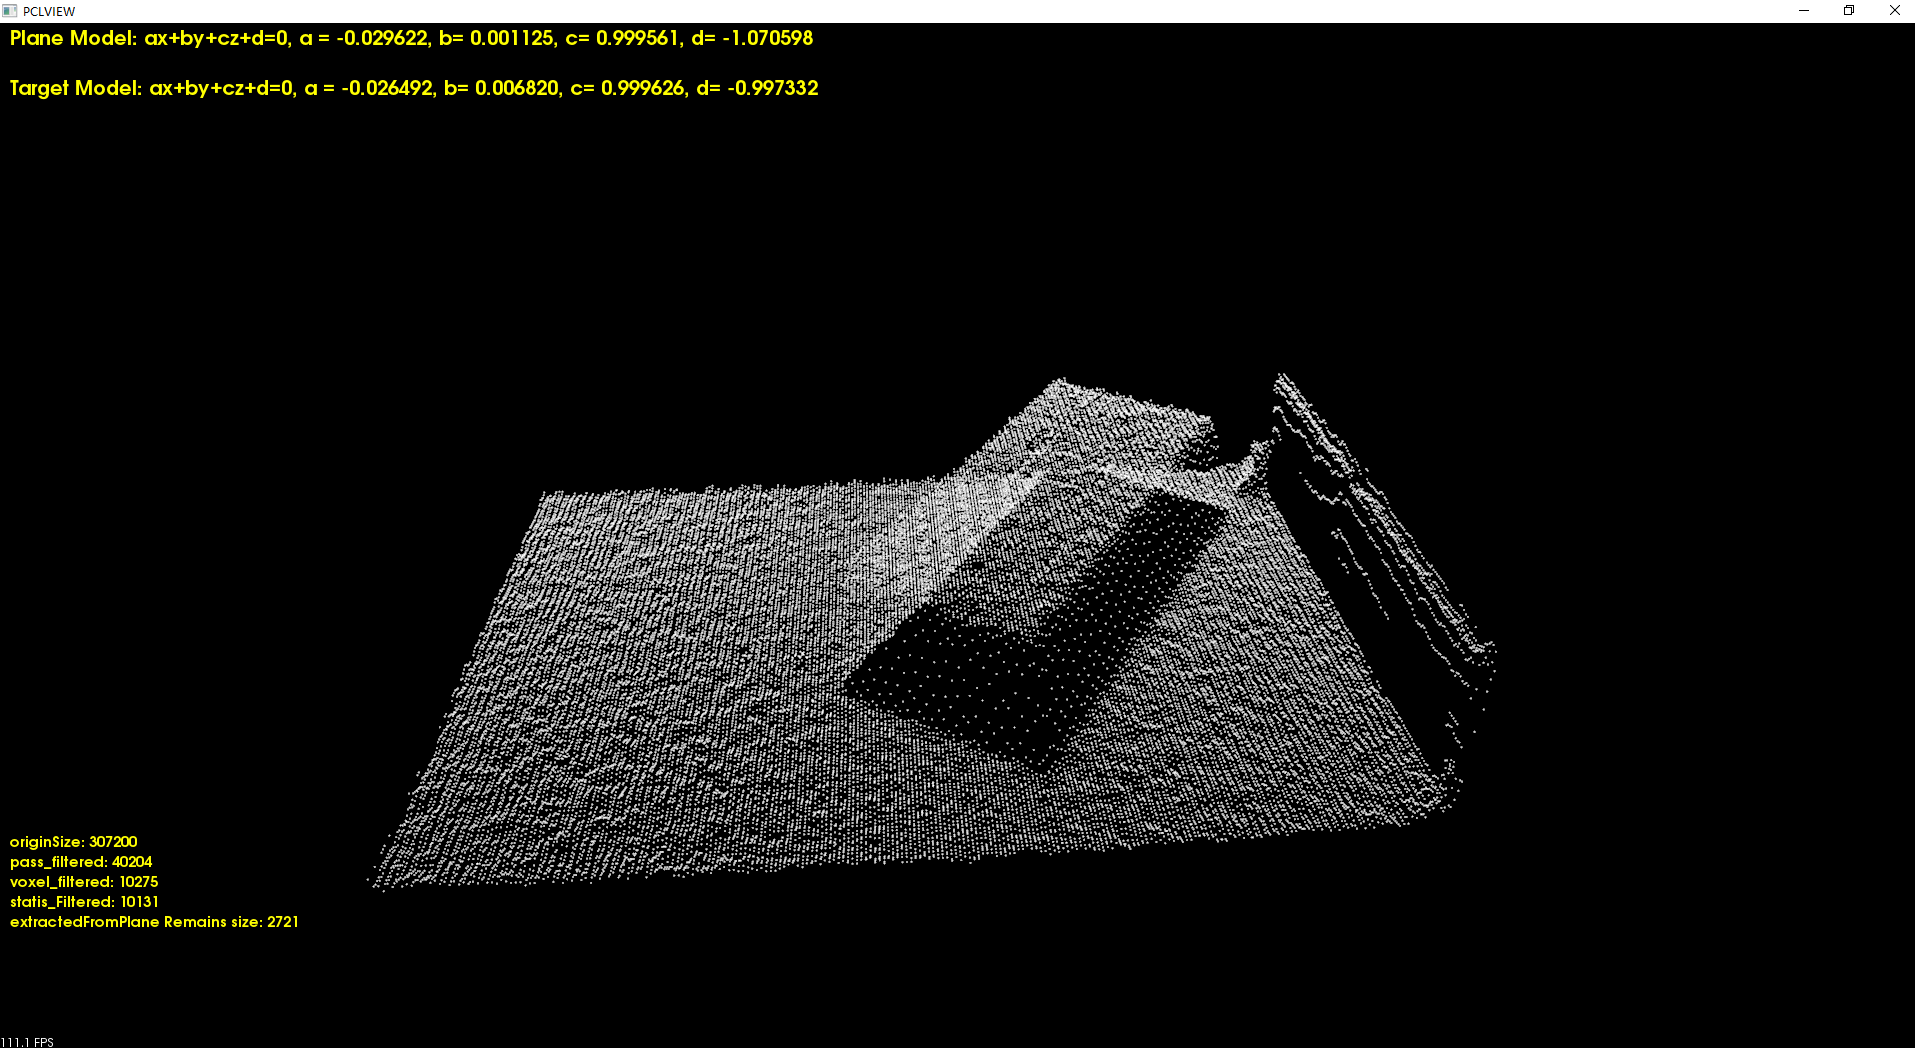 PCLVIEW
Plane Model: ax+by+cz+d=0, a = -0.029622, b= 0.001125, c= 0.999561, d= -1.070598
Target Model: ax+by+cz+d=0, a = -0.026492, b= 0.006820, c= 0.999626, d= -0.997332
originSize: 307200
pass_filtered: 40204
voxel_filtered: 10275
statis_Filtered: 10131
extractedFromPlane Remains size: 2721
111.1 FPS